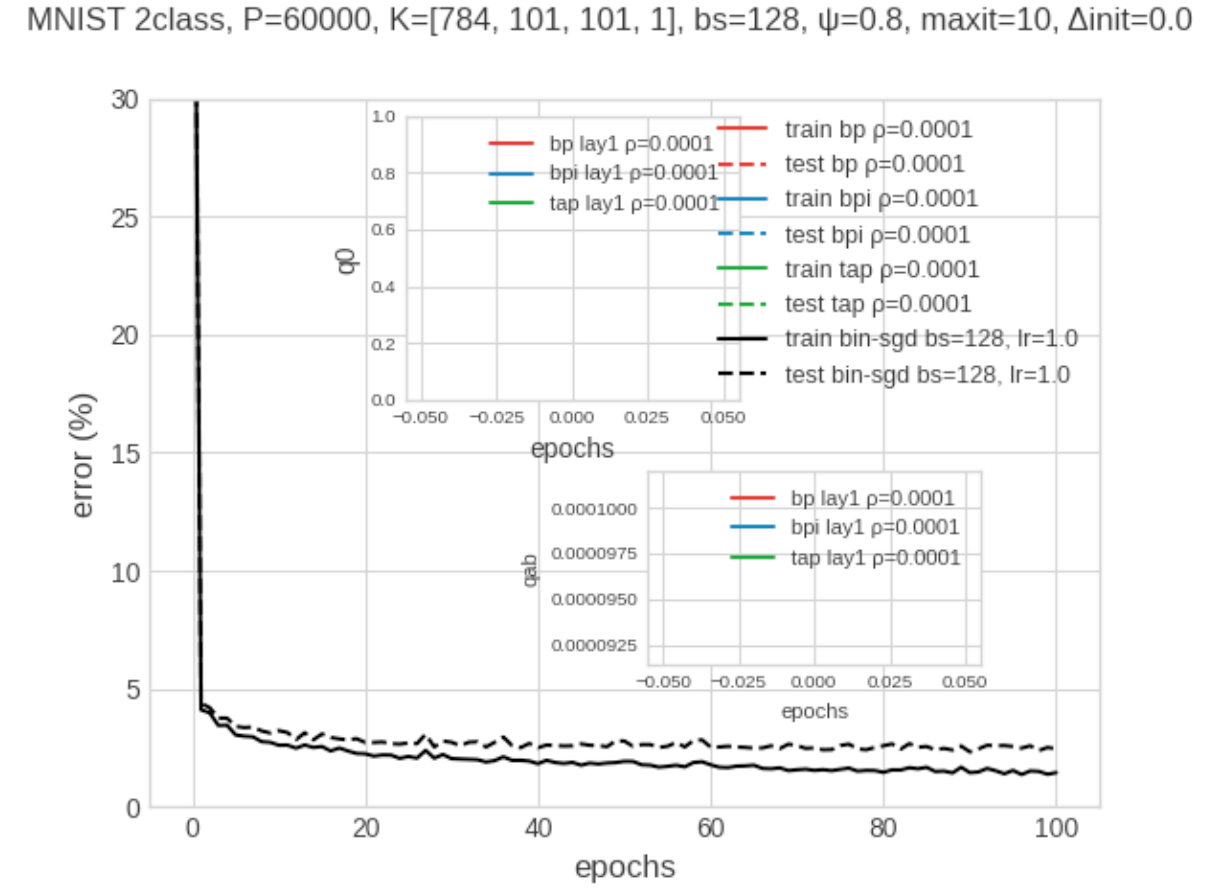 MNIST 2class, P=60000, K=[784, 101, 101, 1], bs=128, ψ=0.8, maxit=10, Δinit=0.0
30
25
20
15
10
5
0
error (%)
0 20 40 60 80 100
epochs
1.0
0.8
0.6
0.4
0.2
0.0
q0
−0.050 −0.025 0.000 0.025 0.050
epochs
bp lay1 ρ=0.0001
bpi lay1 ρ=0.0001
tap lay1 ρ=0.0001
train bp ρ=0.0001
test bp ρ=0.0001
train bpi ρ=0.0001
test bpi ρ=0.0001
train tap ρ=0.0001
test tap ρ=0.0001
train bin-sgd bs=128, lr=1.0
test bin-sgd bs=128, lr=1.0
0.0001000
0.0000975
0.0000950
0.0000925
qab
bp lay1 ρ=0.0001
bpi lay1 ρ=0.0001
tap lay1 ρ=0.0001
−0.050 −0.025 0.000 0.025 0.050
epochs